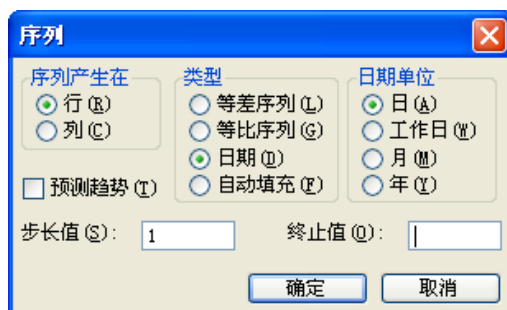 序列
序列产生在 类型 日期单位
行(R) 等差序列(L) 日(A)
列(C) 等比序列(G) 工作日(W)
日期(D) 月(M)
预测趋势(T) 自动填充(F) 年(Y)
步长值(S): 1 终止值(O):
确定 取消